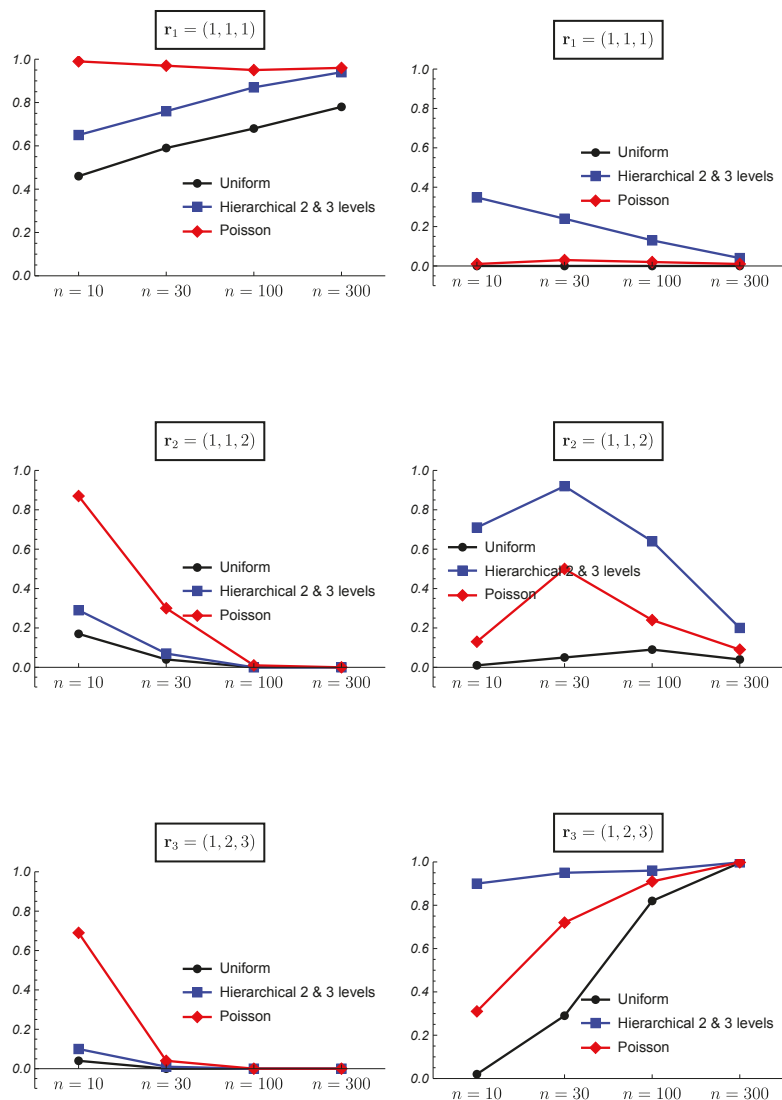 r₁ = (1, 1, 1)
1.0
0.8
0.6
0.4
0.2
0.0
Uniform
Hierarchical 2 & 3 levels
Poisson
n = 10 n = 30 n = 100 n = 300
r₁ = (1, 1, 1)
1.0
0.8
0.6
0.4
0.2
0.0
Uniform
Hierarchical 2 & 3 levels
Poisson
n = 10 n = 30 n = 100 n = 300
r₂ = (1, 1, 2)
1.0
0.8
0.6
0.4
0.2
0.0
Uniform
Hierarchical 2 & 3 levels
Poisson
n = 10 n = 30 n = 100 n = 300
r₂ = (1, 1, 2)
1.0
0.8
0.6
0.4
0.2
0.0
Uniform
Hierarchical 2 & 3 levels
Poisson
n = 10 n = 30 n = 100 n = 300
r₃ = (1, 2, 3)
1.0
0.8
0.6
0.4
0.2
0.0
Uniform
Hierarchical 2 & 3 levels
Poisson
n = 10 n = 30 n = 100 n = 300
r₃ = (1, 2, 3)
1.0
0.8
0.6
0.4
0.2
0.0
Uniform
Hierarchical 2 & 3 levels
Poisson
n = 10 n = 30 n = 100 n = 300